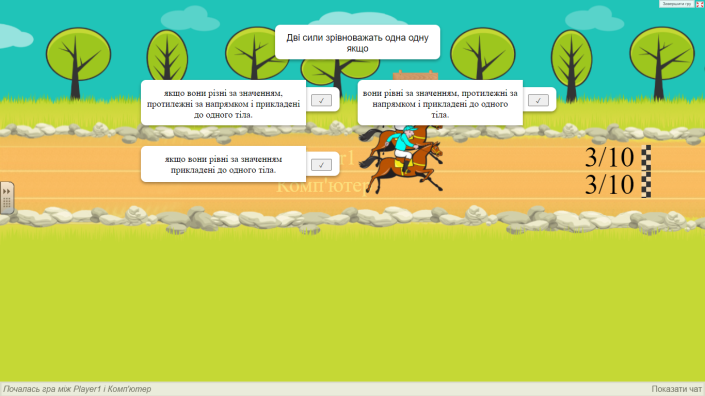 Завершити гру
Дві сили зрівноважать одна одну
якщо
якщо вони різні за значенням,
протилежні за напрямком і прикладені
до одного тіла.
✓
вони рівні за значенням, протилежні за
напрямком і прикладені до одного
тіла.
✓
якщо вони рівні за значенням
прикладені до одного тіла.
✓
3/10
Комп'ютер
3/10
Почалась гра між Player1 і Комп'ютер
Показати чат